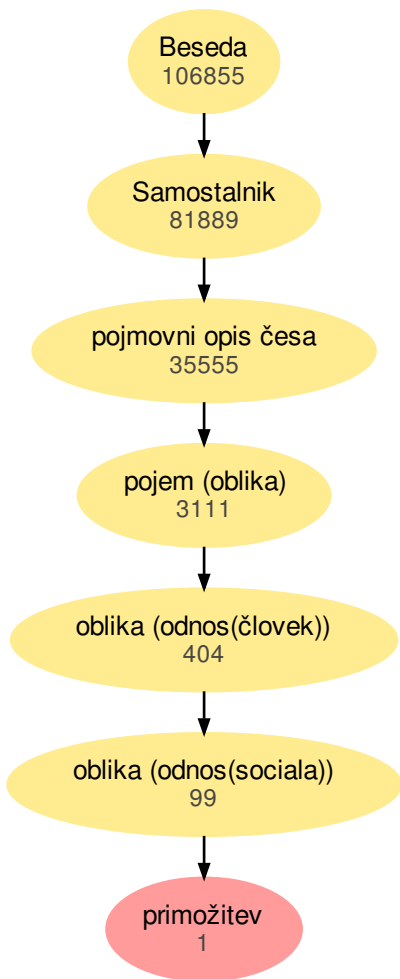 Beseda
106855
Samostalnik
81889
pojmovni opis česa
35555
pojem (oblika)
3111
oblika (odnos(človek))
404
oblika (odnos(sociala))
99
primožitev
1